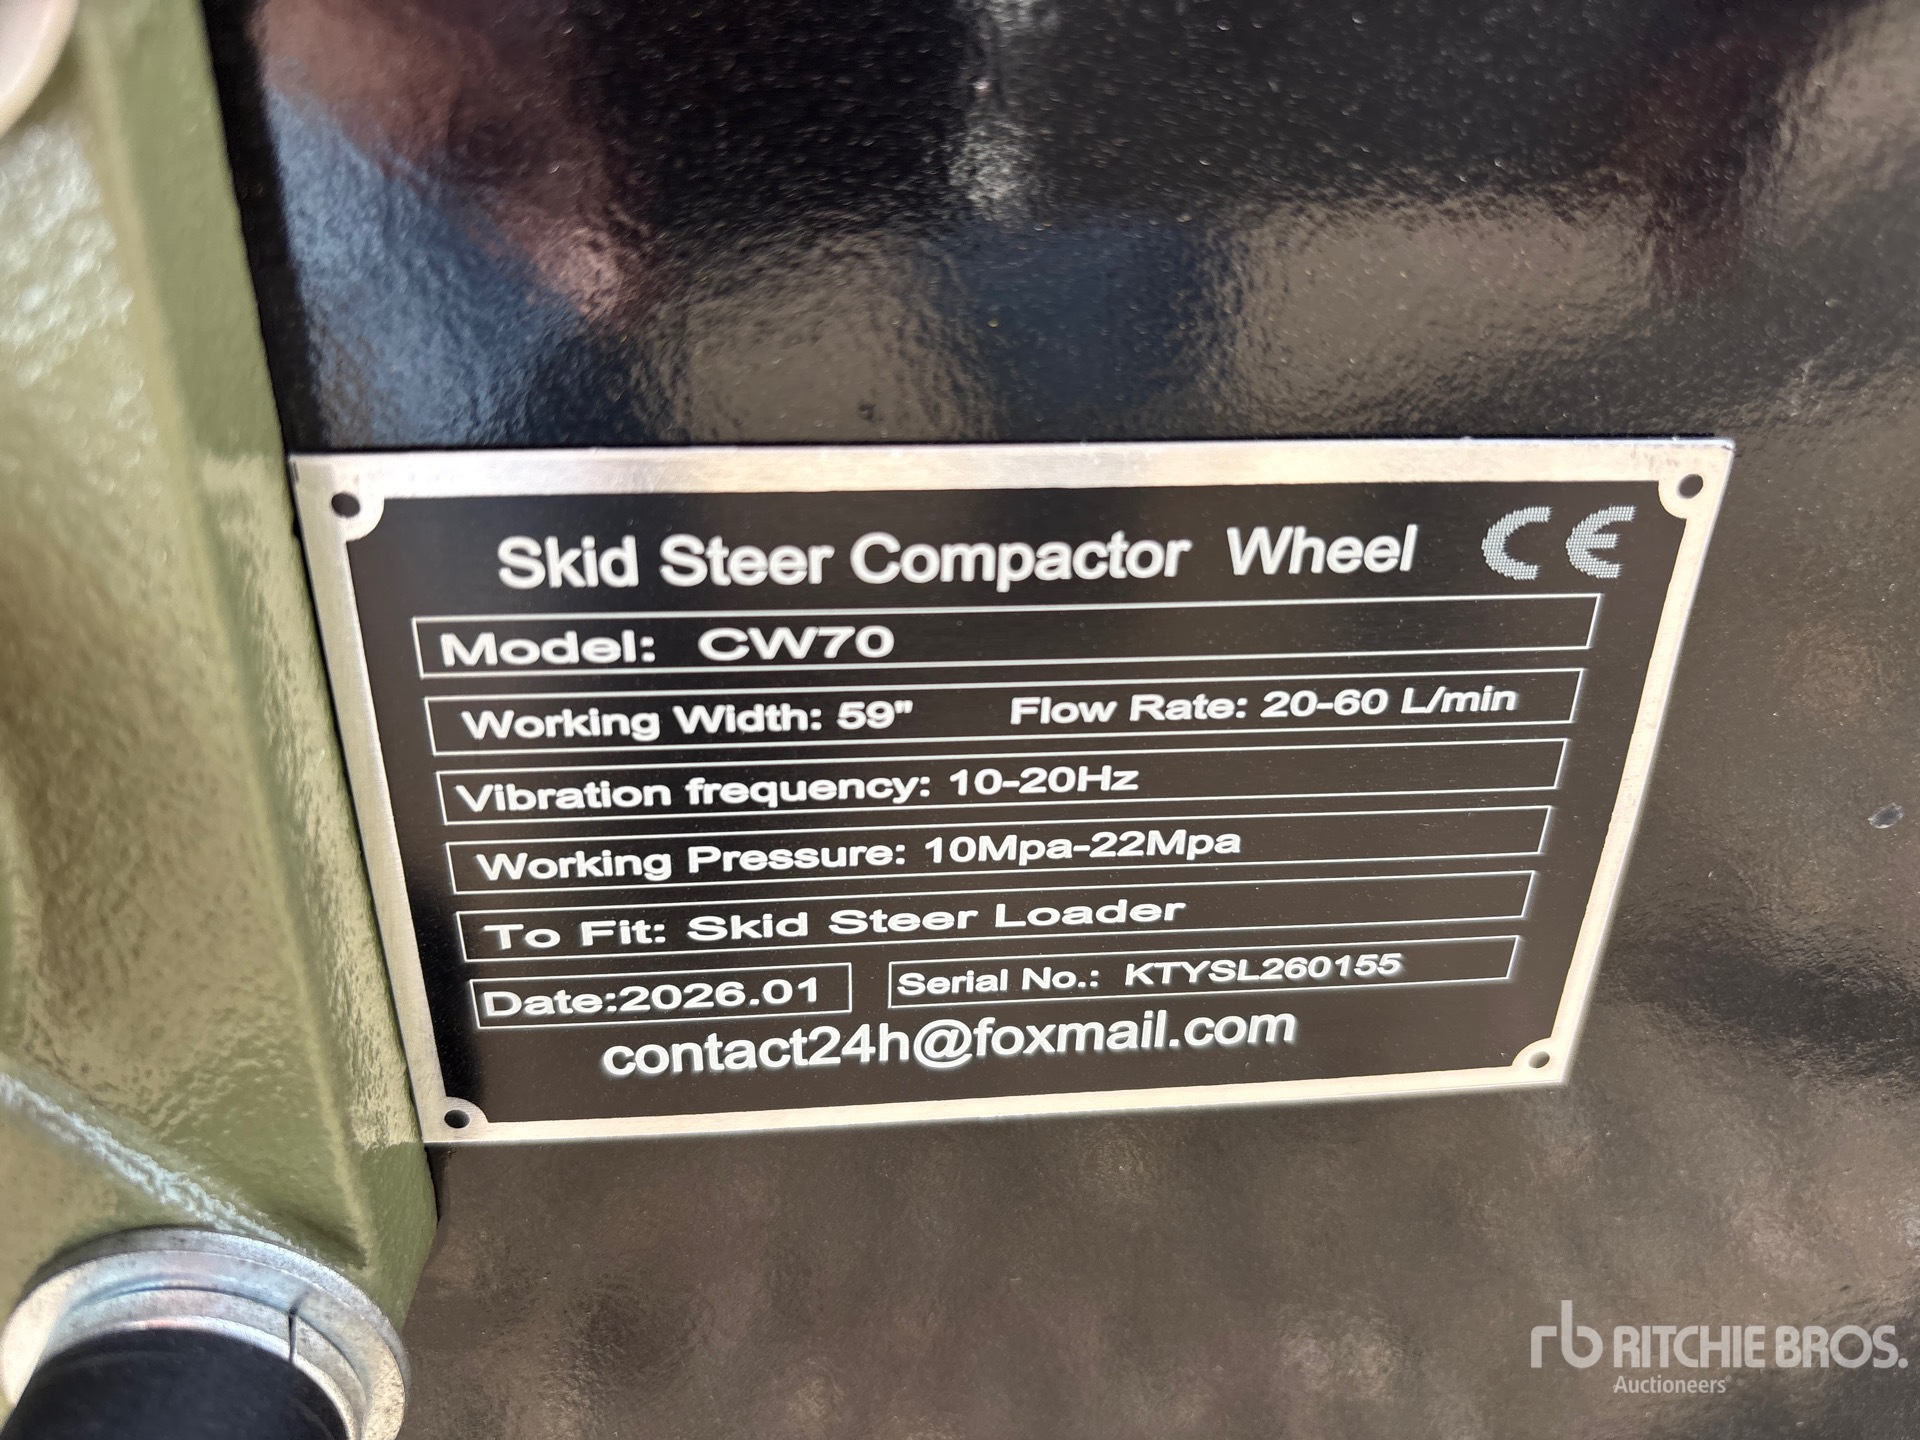 Skid Steer Compactor Wheel CE
Model: CW70
Working Width: 59" Flow Rate: 20-60 L/min
Vibration frequency: 10-20Hz
Working Pressure: 10Mpa-22Mpa
To Fit: Skid Steer Loader
Date:2026.01 Serial No.: KTYSL260155
contact24h@foxmail.com
rb RITCHIE BROS.
Auctioneers